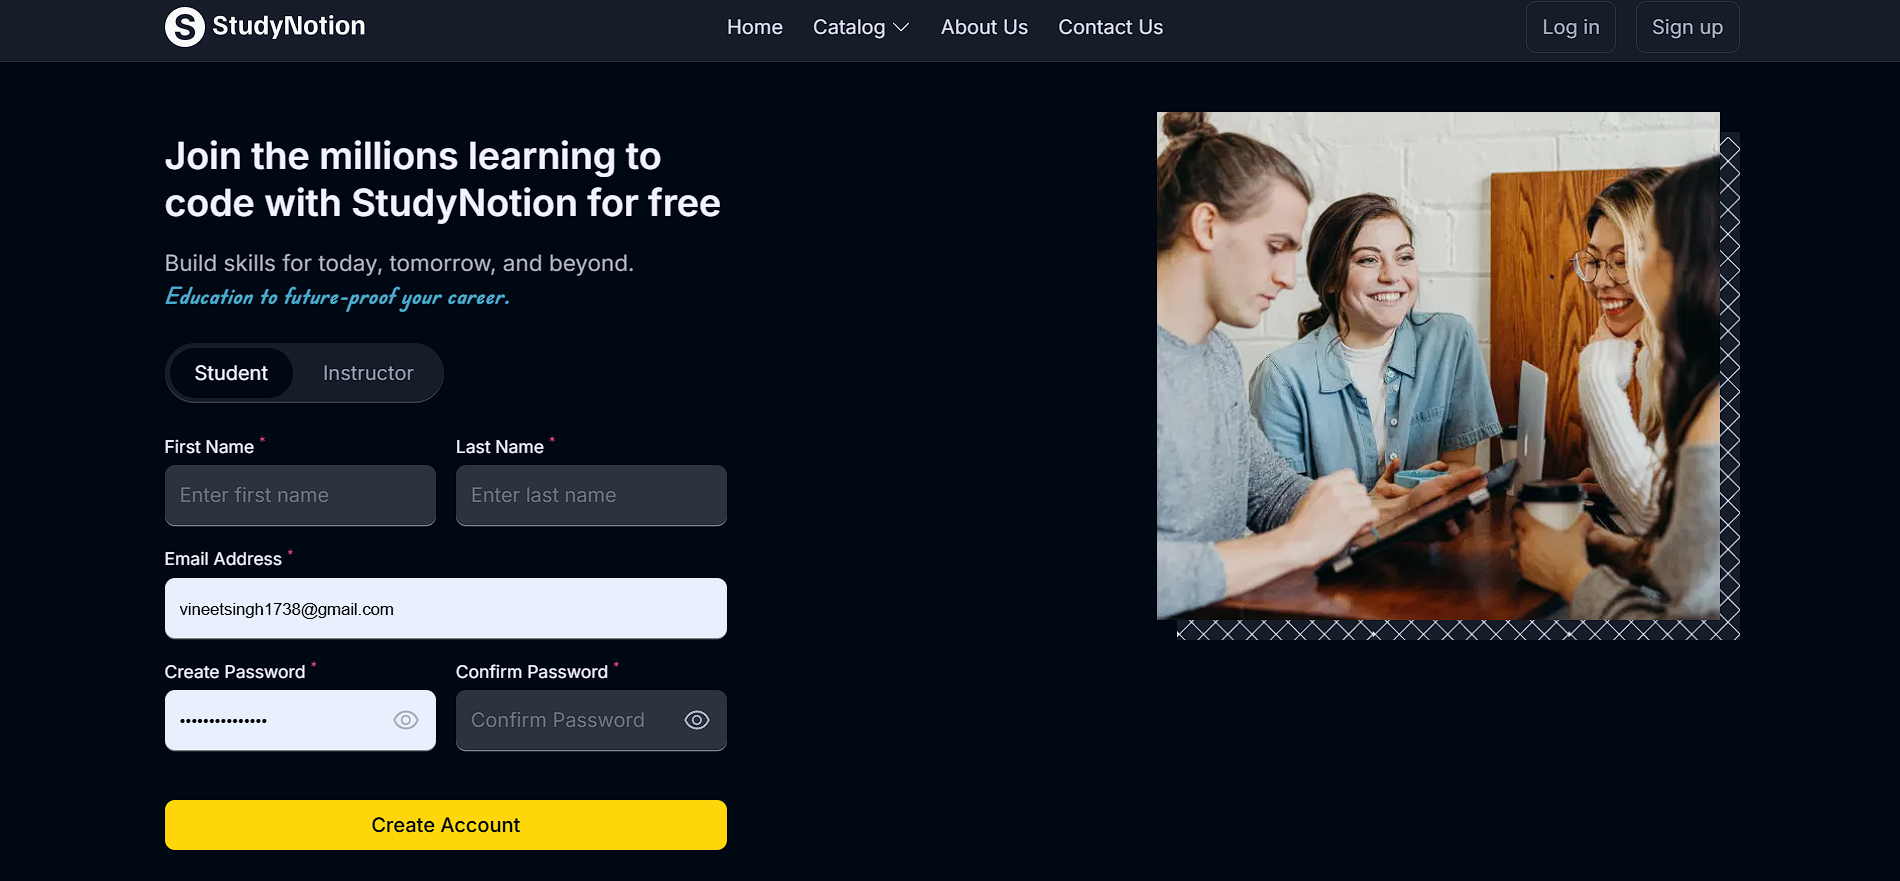 StudyNotion
Home Catalog About Us Contact Us
Log in Sign up
Join the millions learning to
code with StudyNotion for free
Build skills for today, tomorrow, and beyond.
Education to future-proof your career.
Student Instructor
First Name * Last Name *
Enter first name Enter last name
Email Address *
vineetsingh1738@gmail.com
Create Password * Confirm Password *
••••••••••••••• Confirm Password
Create Account